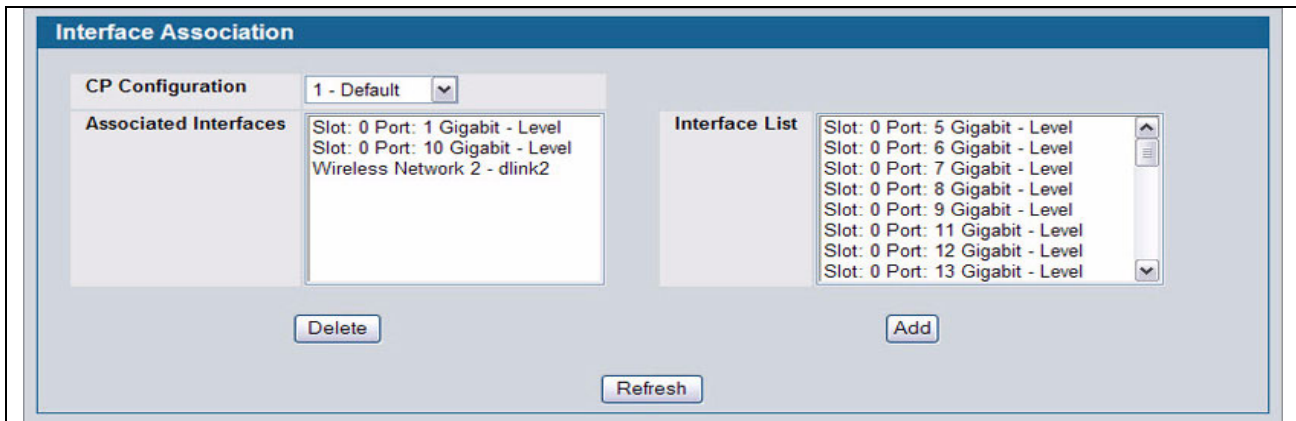 Interface Association
CP Configuration
1 - Default
Associated Interfaces
Slot: 0 Port: 1 Gigabit - Level
Slot: 0 Port: 10 Gigabit - Level
Wireless Network 2 - dlink2
Interface List
Slot: 0 Port: 5 Gigabit - Level
Slot: 0 Port: 6 Gigabit - Level
Slot: 0 Port: 7 Gigabit - Level
Slot: 0 Port: 8 Gigabit - Level
Slot: 0 Port: 9 Gigabit - Level
Slot: 0 Port: 11 Gigabit - Level
Slot: 0 Port: 12 Gigabit - Level
Slot: 0 Port: 13 Gigabit - Level
Delete
Add
Refresh